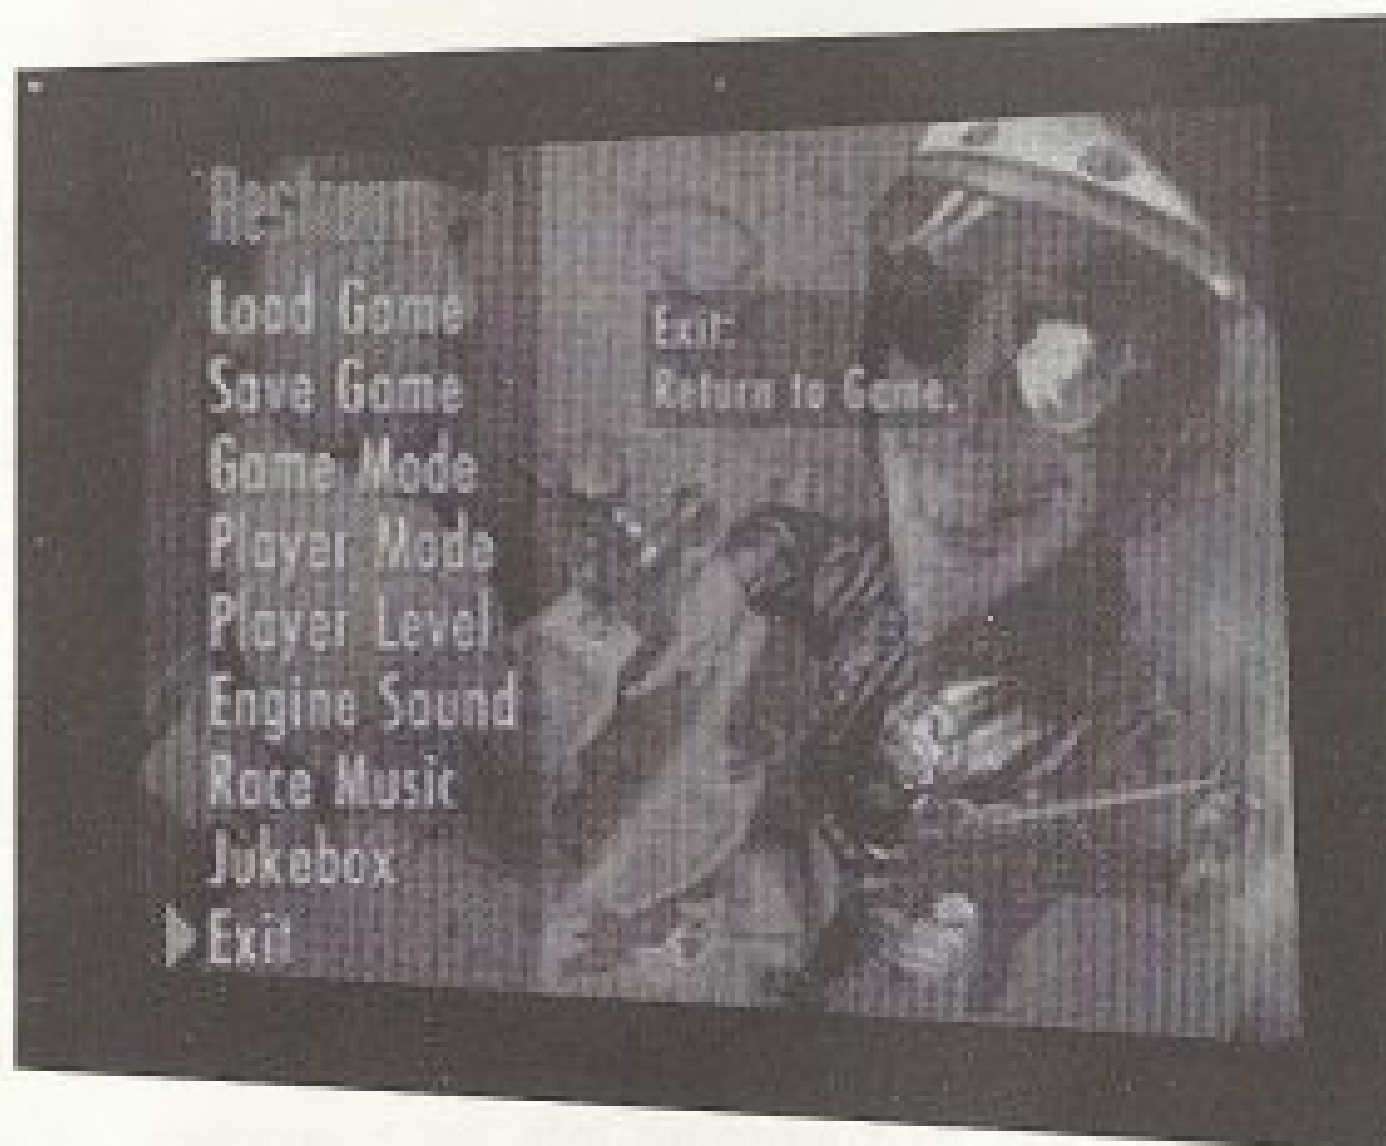 Restroom
Load Game
Save Game
Game Mode
Player Mode
Player Level
Engine Sound
Race Music
Jukebox
Exit
Exit:
Return to Game.